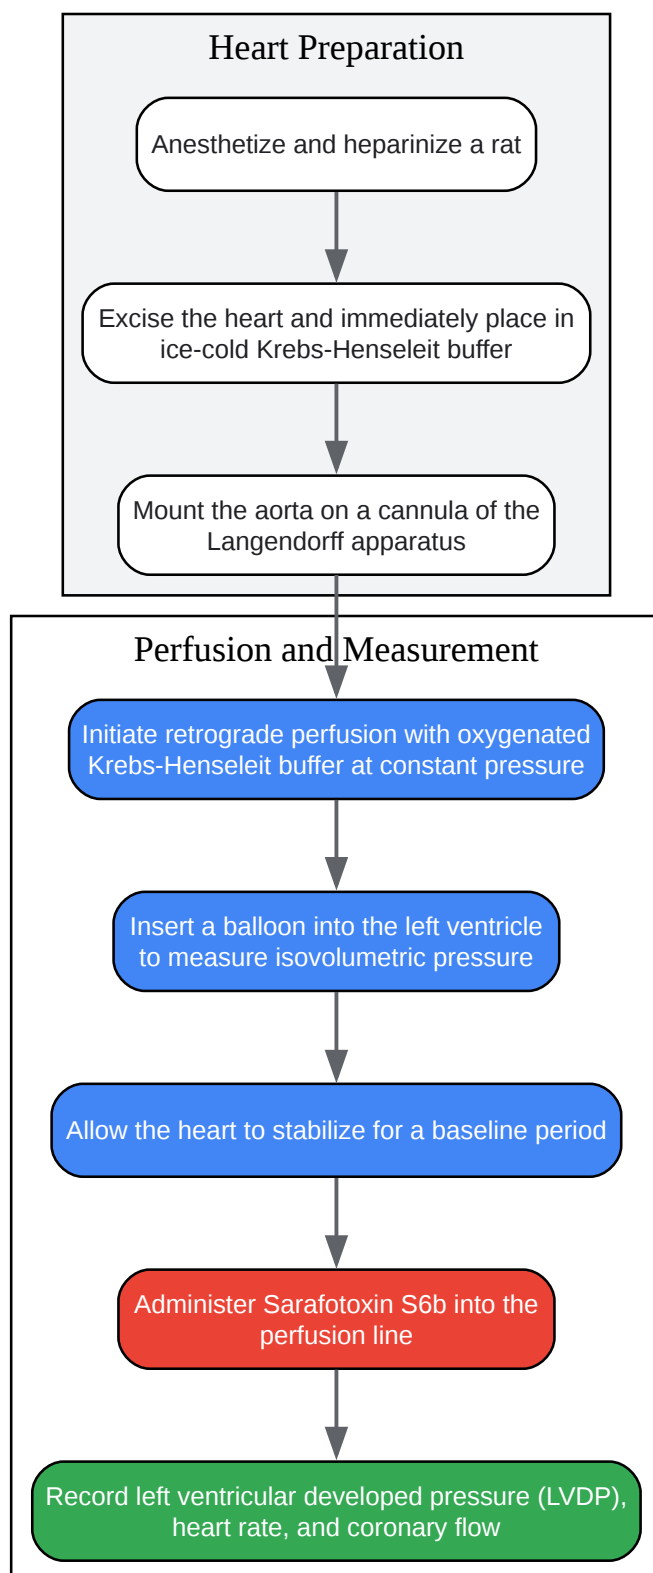 Heart Preparation
Anesthetize and heparinize a rat
Excise the heart and immediately place in
ice-cold Krebs-Henseleit buffer
Mount the aorta on a cannula of the
Langendorff apparatus
Perfusion and Measurement
Initiate retrograde perfusion with oxygenated
Krebs-Henseleit buffer at constant pressure
Insert a balloon into the left ventricle
to measure isovolumetric pressure
Allow the heart to stabilize for a baseline period
Administer Sarafotoxin S6b into the
perfusion line
Record left ventricular developed pressure (LVDP),
heart rate, and coronary flow